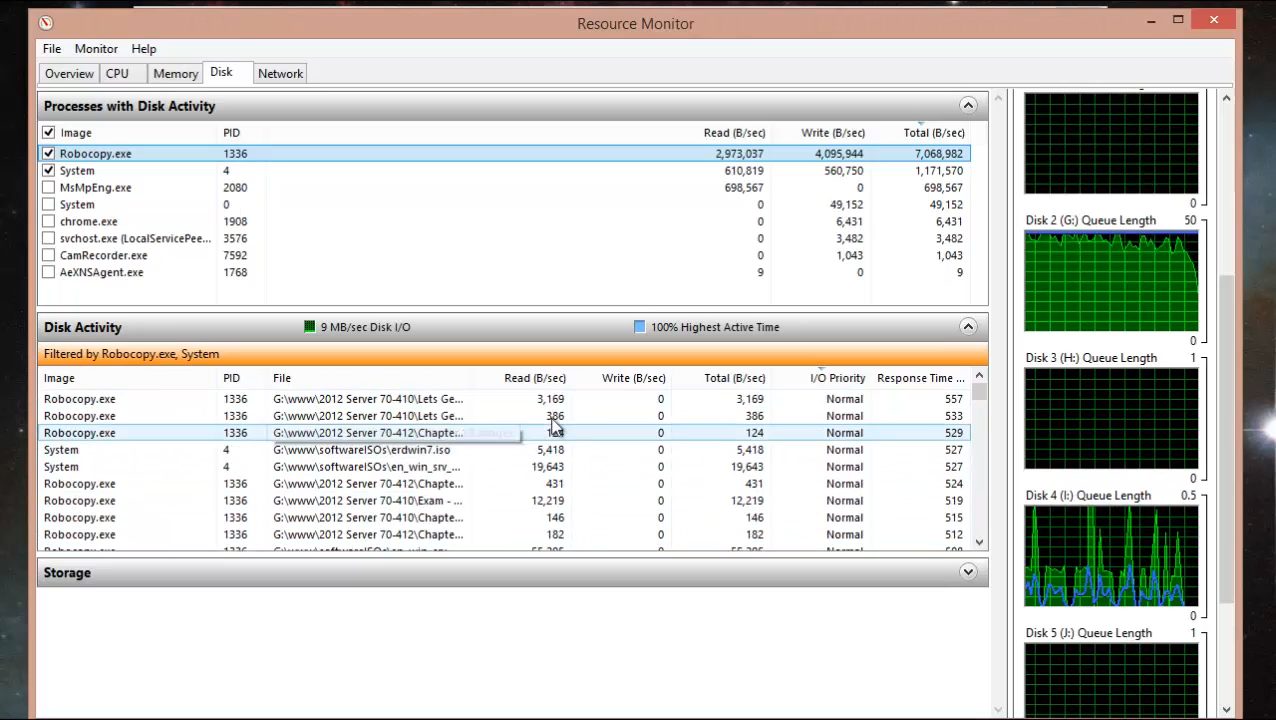 Resource Monitor
File Monitor Help
Overview CPU Memory Disk Network
Processes with Disk Activity
Image PID Read (B/sec) Write (B/sec) Total (B/sec)
Robocopy.exe 1336 2,973,037 4,095,944 7,068,982
System 4 610,819 560,750 1,171,570
MsMpEng.exe 2080 698,567 0 698,567
System 0 0 49,152 49,152
chrome.exe 1908 0 6,431 6,431
svchost.exe (LocalServicePee... 3576 0 3,482 3,482
CamRecorder.exe 7592 0 1,043 1,043
AeXNSAgent.exe 1768 9 0 9
Disk Activity 9 MB/sec Disk I/O 100% Highest Active Time
Filtered by Robocopy.exe, System
Image PID File Read (B/sec) Write (B/sec) Total (B/sec) I/O Priority Response Time ...
Robocopy.exe 1336 G:\www\2012 Server 70-410\Lets Ge... 3,169 0 3,169 Normal 557
Robocopy.exe 1336 G:\www\2012 Server 70-410\Lets Ge... 386 0 386 Normal 533
Robocopy.exe 1336 G:\www\2012 Server 70-412\Chapte... 0 124 Normal 529
System 4 G:\www\softwareISOs\erdwin7.iso 5,418 0 5,418 Normal 527
System 4 G:\www\softwareISOs\en_win_srv_... 19,643 0 19,643 Normal 527
Robocopy.exe 1336 G:\www\2012 Server 70-412\Chapte... 431 0 431 Normal 524
Robocopy.exe 1336 G:\www\2012 Server 70-410\Exam - ... 12,219 0 12,219 Normal 519
Robocopy.exe 1336 G:\www\2012 Server 70-410\Chapte... 146 0 146 Normal 515
Robocopy.exe 1336 G:\www\2012 Server 70-412\Chapte... 182 0 182 Normal 512
Storage
0
Disk 2 (G:) Queue Length 50
0
Disk 3 (H:) Queue Length 1
0
Disk 4 (I:) Queue Length 0.5
0
Disk 5 (J:) Queue Length 1